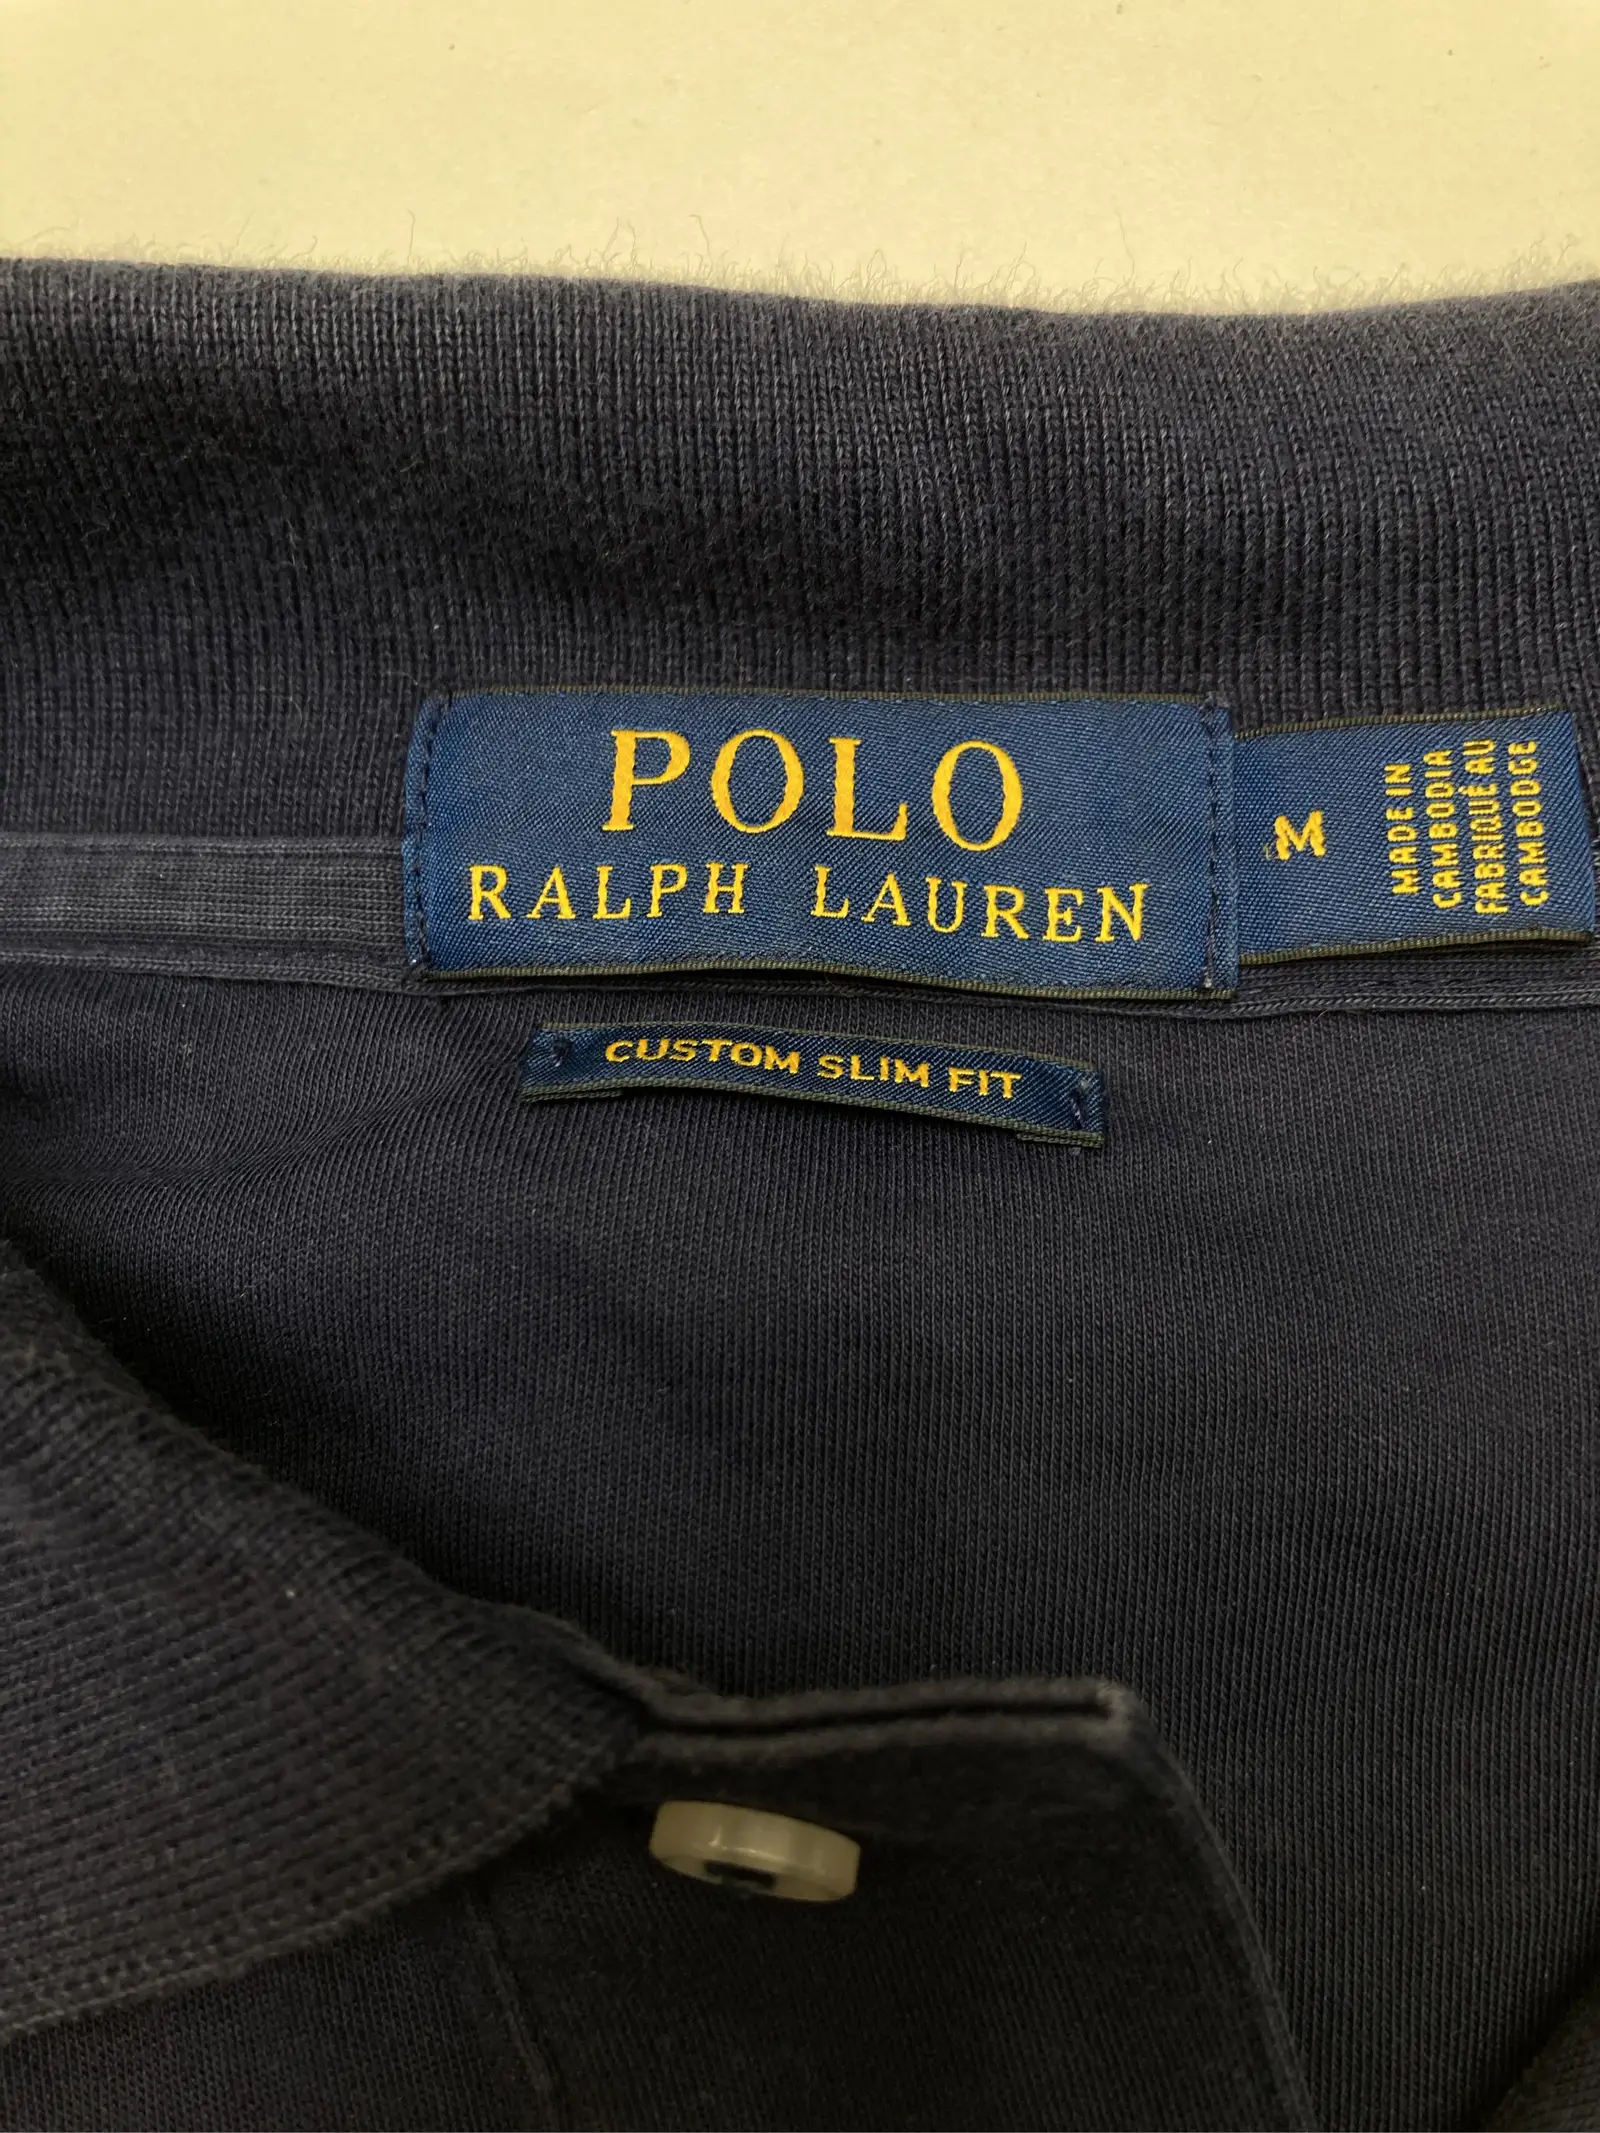 POLO
RALPH LAUREN
M
MADE IN
CAMBODIA
FABRIQUÉ AU
CAMBODGE
CUSTOM SLIM FIT